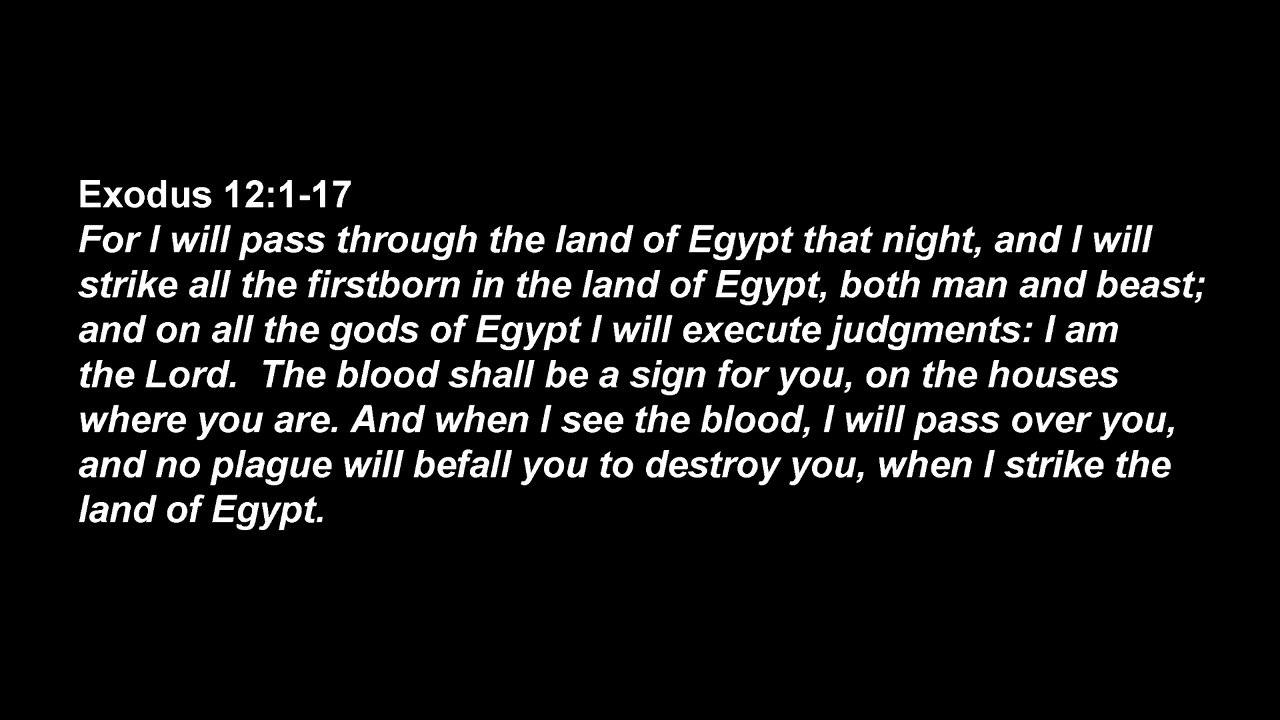 Exodus 12:1-17
For I will pass through the land of Egypt that night, and I will
strike all the firstborn in the land of Egypt, both man and beast;
and on all the gods of Egypt I will execute judgments: I am
the Lord.  The blood shall be a sign for you, on the houses
where you are. And when I see the blood, I will pass over you,
and no plague will befall you to destroy you, when I strike the
land of Egypt.